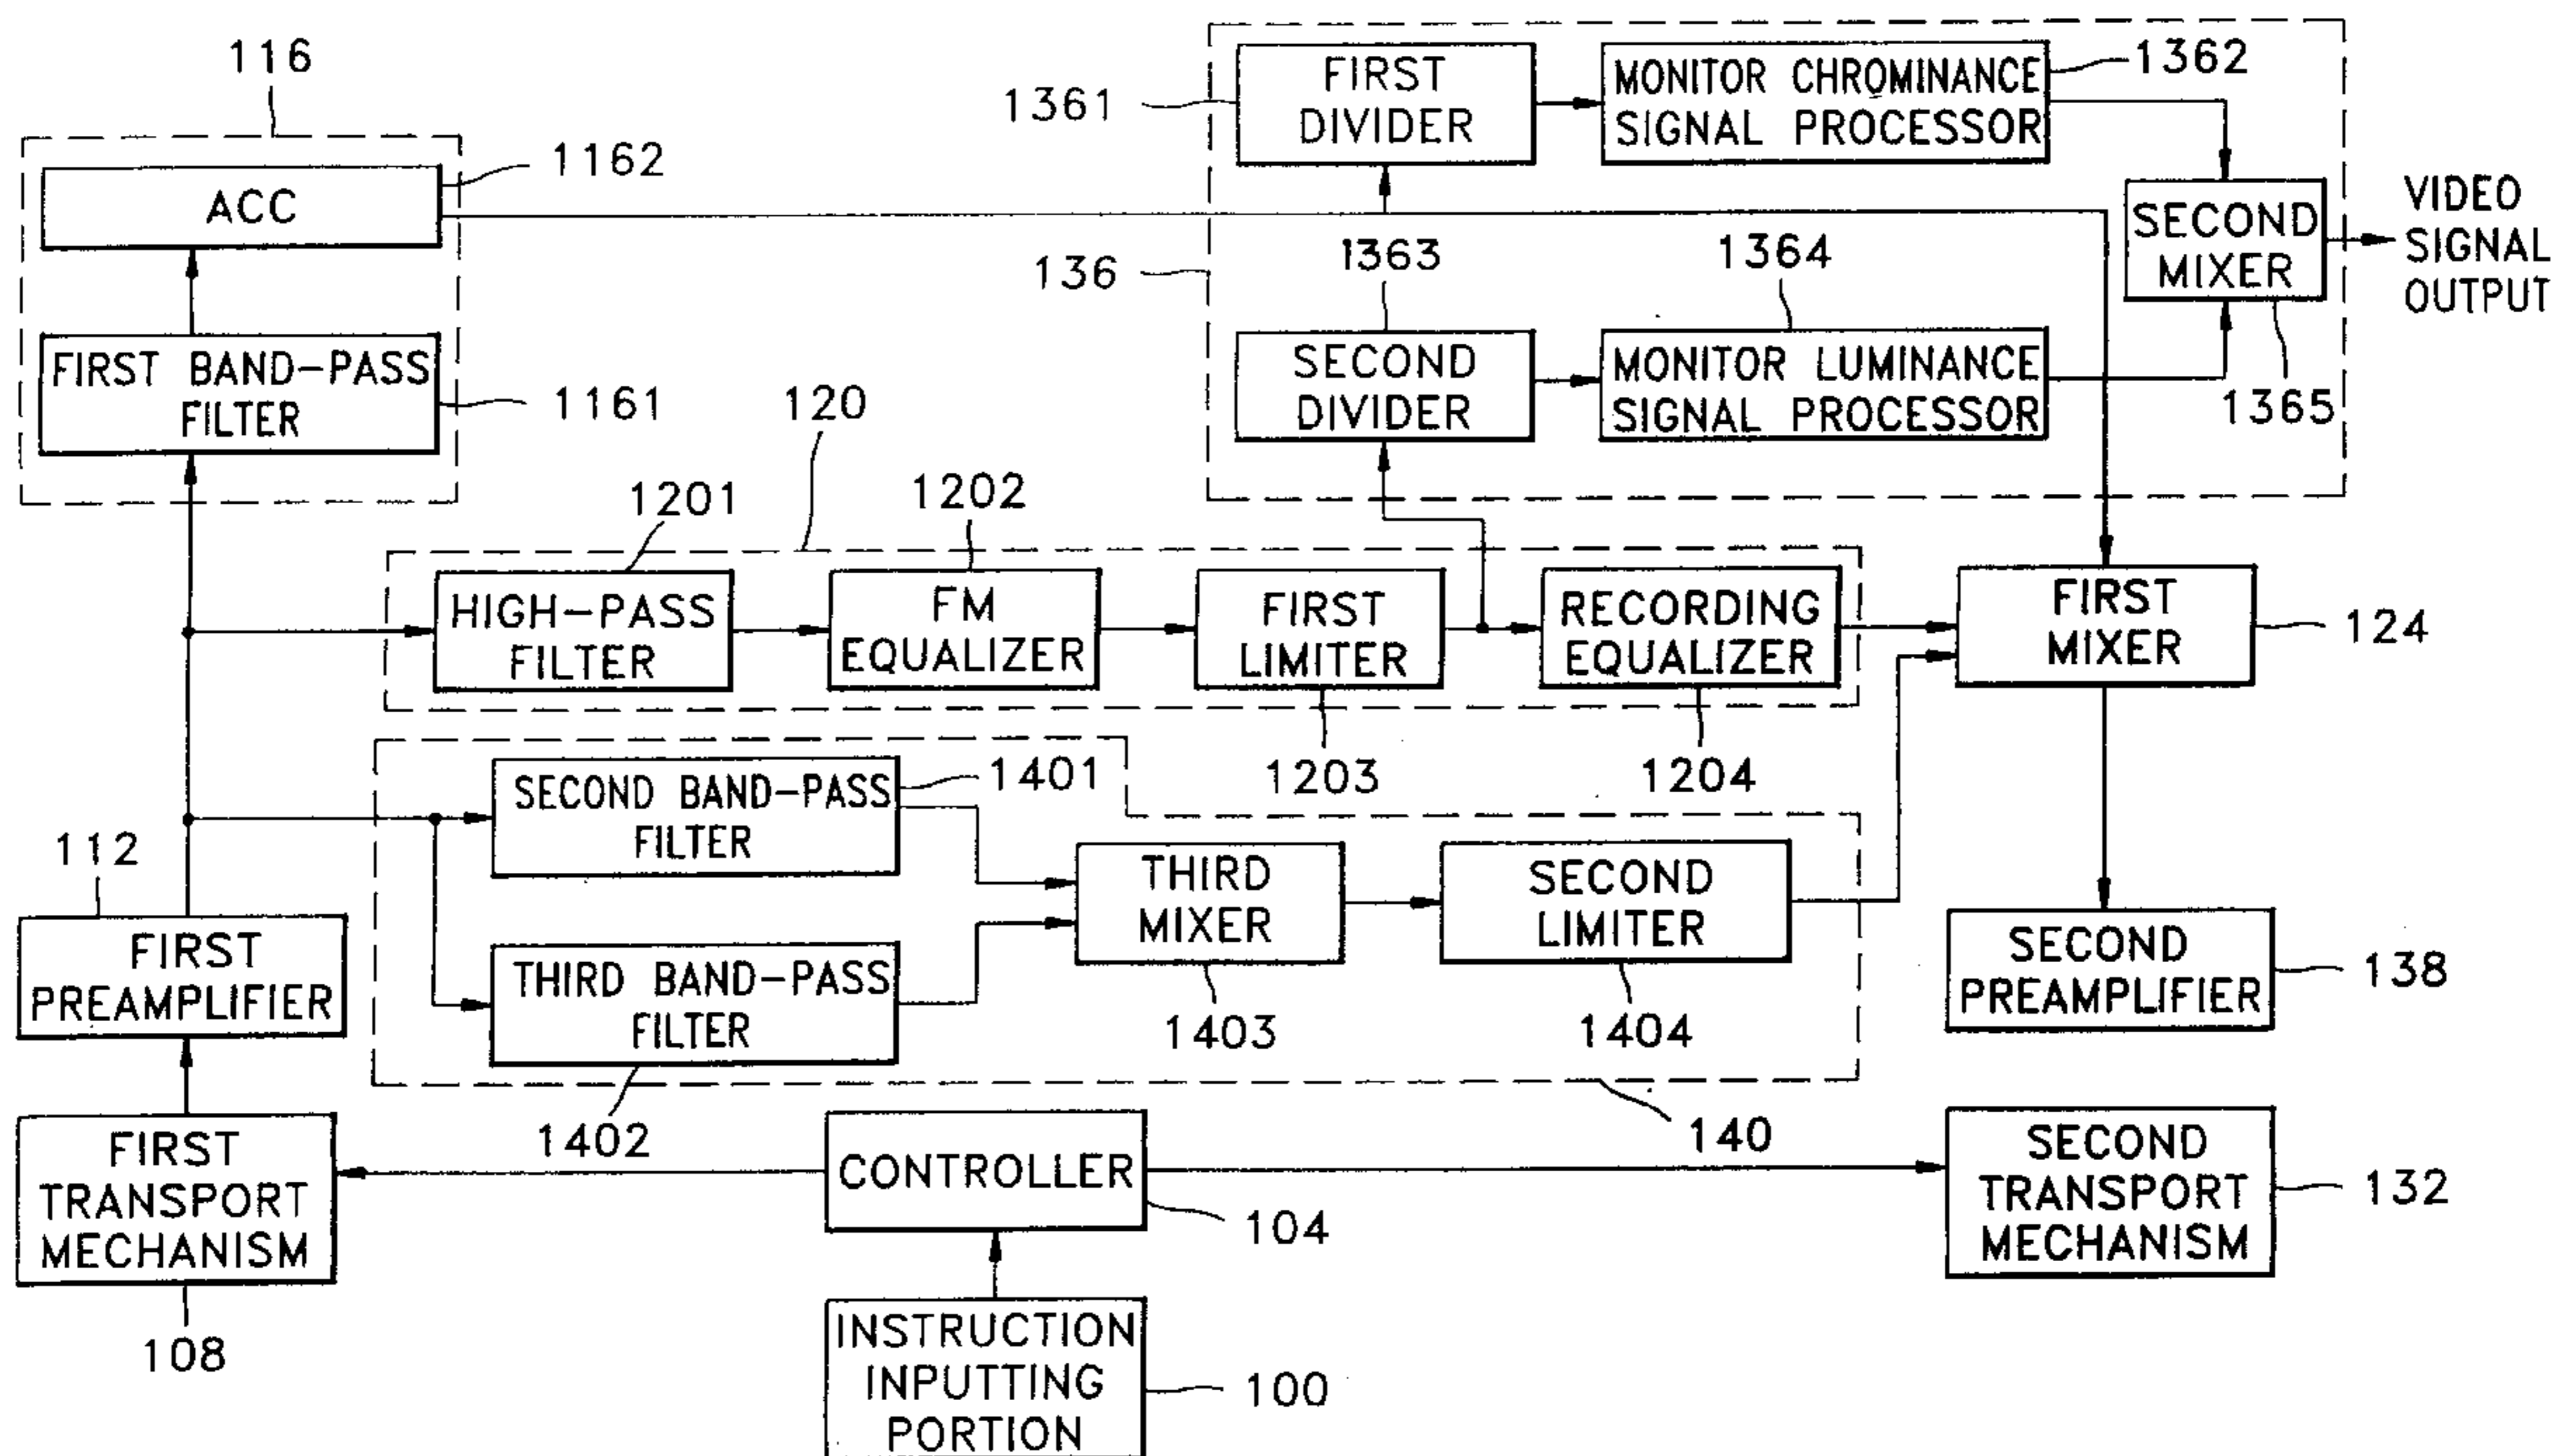 116
ACC
1162
FIRST BAND-PASS
FILTER
1161
136
1361
FIRST
DIVIDER
MONITOR CHROMINANCE
SIGNAL PROCESSOR
1362
1363
SECOND
DIVIDER
1364
MONITOR LUMINANCE
SIGNAL PROCESSOR
SECOND
MIXER
1365
VIDEO
SIGNAL
OUTPUT
120
1201
HIGH-PASS
FILTER
1202
FM
EQUALIZER
FIRST
LIMITER
1203
RECORDING
EQUALIZER
1204
FIRST
MIXER
124
SECOND BAND-PASS
FILTER
1401
THIRD BAND-PASS
FILTER
1402
THIRD
MIXER
1403
SECOND
LIMITER
1404
140
112
FIRST
PREAMPLIFIER
SECOND
PREAMPLIFIER
138
FIRST
TRANSPORT
MECHANISM
108
CONTROLLER
104
SECOND
TRANSPORT
MECHANISM
132
INSTRUCTION
INPUTTING
PORTION
100